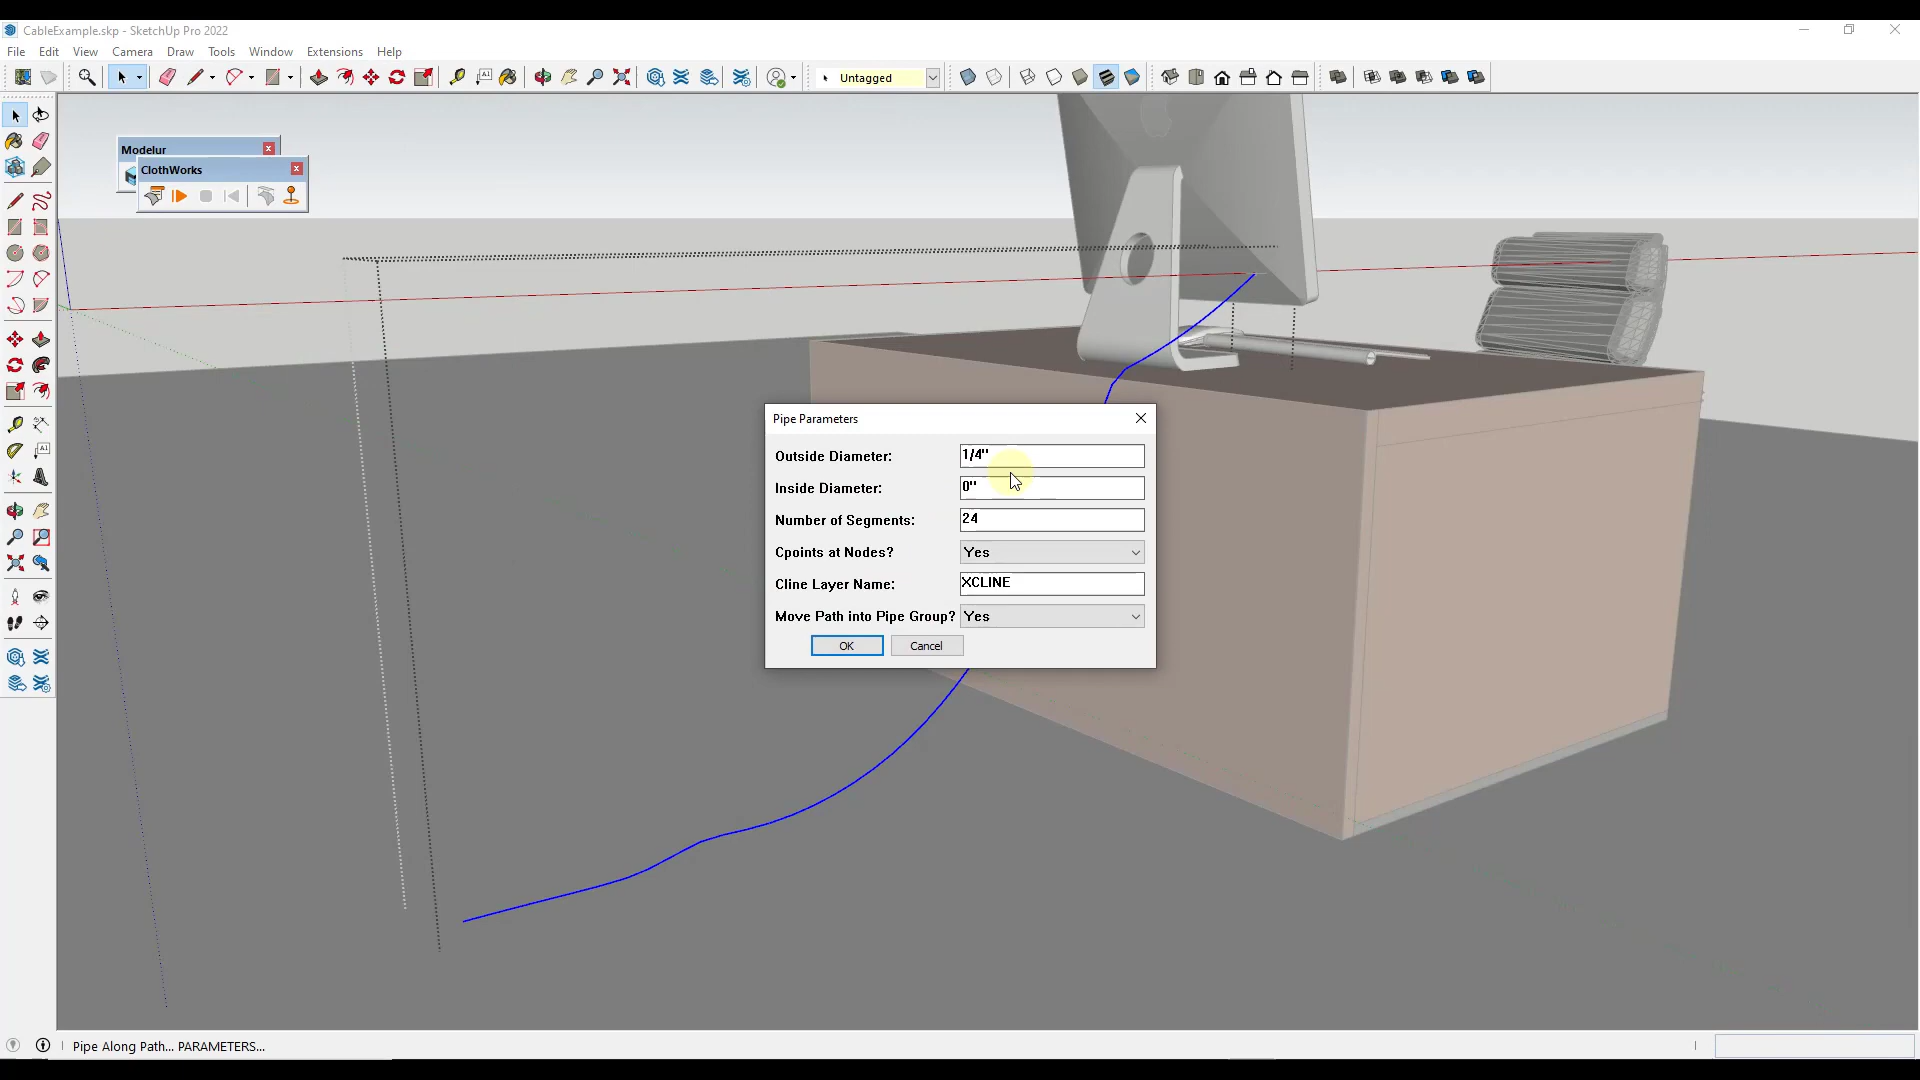 CableExample.skp - SketchUp Pro 2022
File Edit View Camera Draw Tools Window Extensions Help
Untagged
Modelur
ClothWorks
Pipe Parameters
Outside Diameter: 1/4"
Inside Diameter: 0"
Number of Segments: 24
Cpoints at Nodes? Yes
Cline Layer Name: XCLINE
Move Path into Pipe Group? Yes
OK Cancel
Pipe Along Path... PARAMETERS...